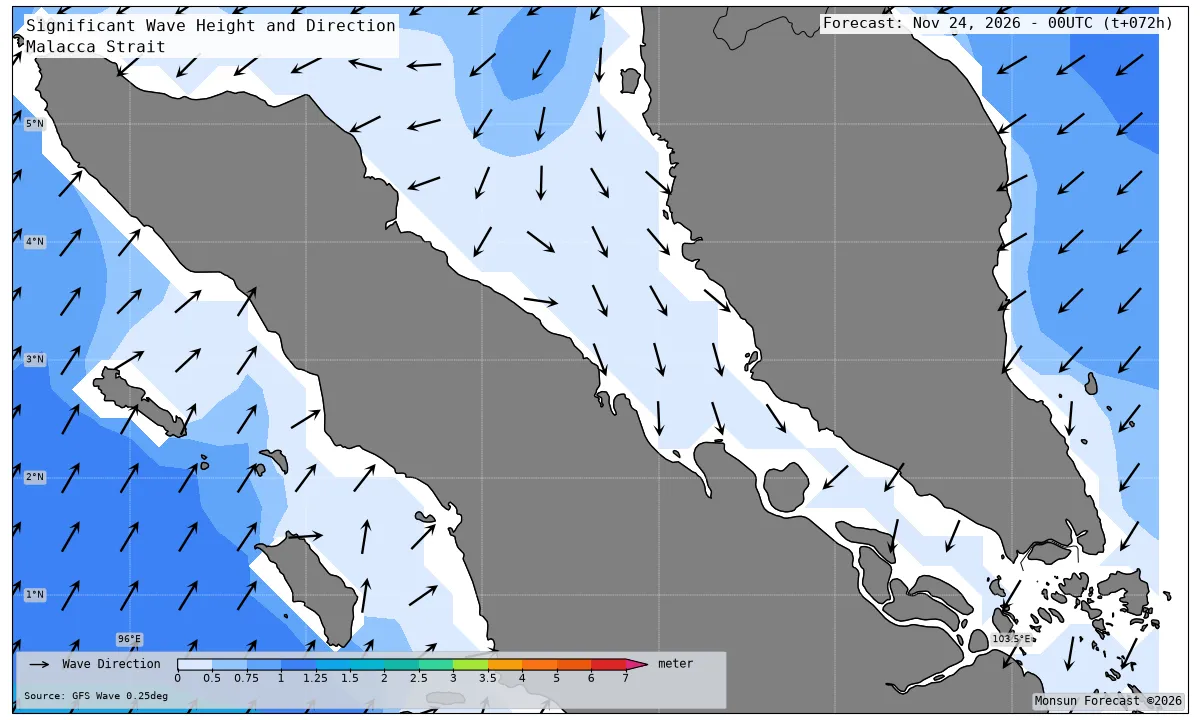 Significant Wave Height and Direction
Malacca Strait
Forecast: Nov 24, 2026 - 00UTC (t+072h)
5°N
4°N
3°N
2°N
1°N
96°E
103.5°E
Wave Direction
0 0.5 0.75 1 1.25 1.5 2 2.5 3 3.5 4 5 6 7
meter
Source: GFS Wave 0.25deg
Monsun Forecast ©2026